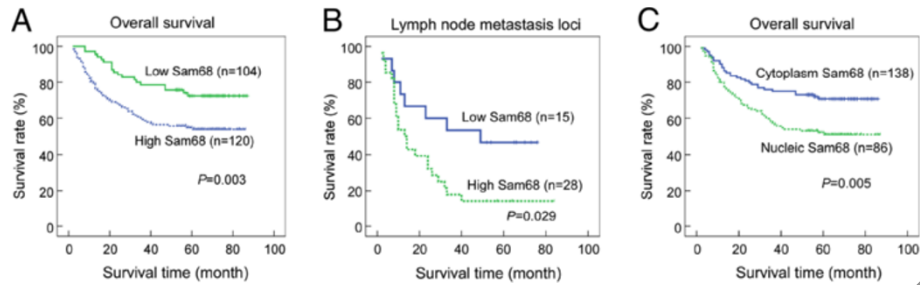 A
Overall survival
Survival rate (%)
100
80
60
40
20
0
Low Sam68 (n=104)
High Sam68 (n=120)
P=0.003
0 20 40 60 80 100
Survival time (month)
B
Lymph node metastasis loci
Survival rate (%)
100
80
60
40
20
0
Low Sam68 (n=15)
High Sam68 (n=28)
P=0.029
0 20 40 60 80 100
Survival time (month)
C
Overall survival
Survival rate (%)
100
80
60
40
20
0
Cytoplasm Sam68 (n=138)
Nucleic Sam68 (n=86)
P=0.005
0 20 40 60 80 100
Survival time (month)